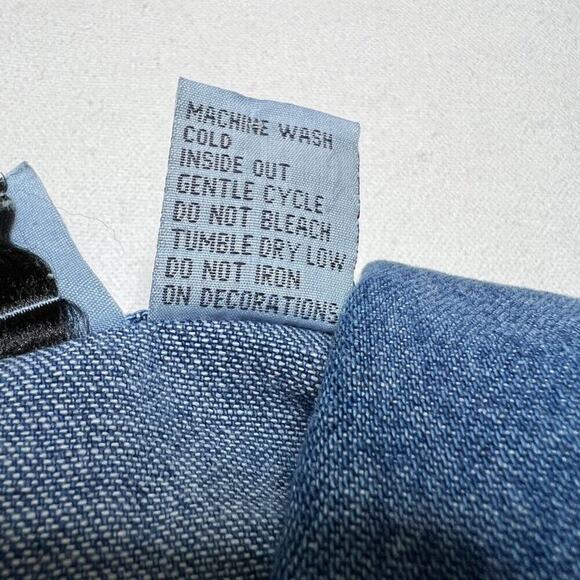 MACHINE WASH
COLD
INSIDE OUT
GENTLE CYCLE
DO NOT BLEACH
TUMBLE DRY LOW
DO NOT IRON
ON DECORATIONS